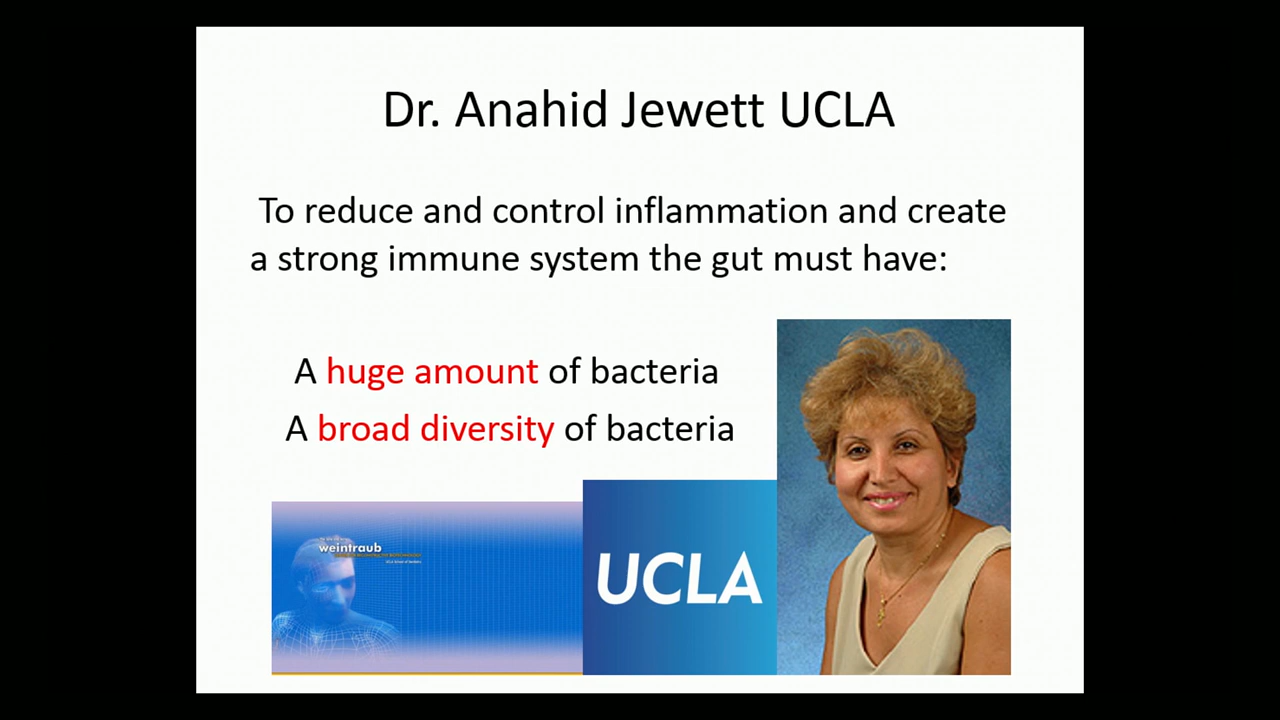 Dr. Anahid Jewett UCLA
To reduce and control inflammation and create
a strong immune system the gut must have:
A huge amount of bacteria
A broad diversity of bacteria
weintraub
UCLA